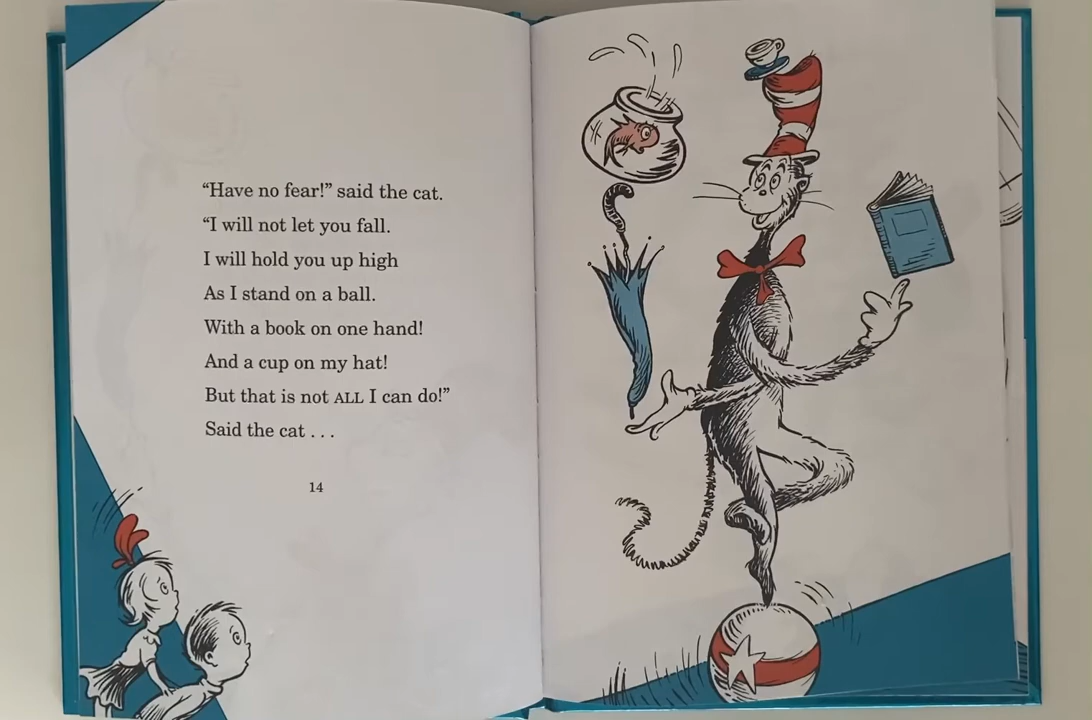 “Have no fear!” said the cat.
“I will not let you fall.
I will hold you up high
As I stand on a ball.
With a book on one hand!
And a cup on my hat!
But that is not ALL I can do!”
Said the cat . . .
14